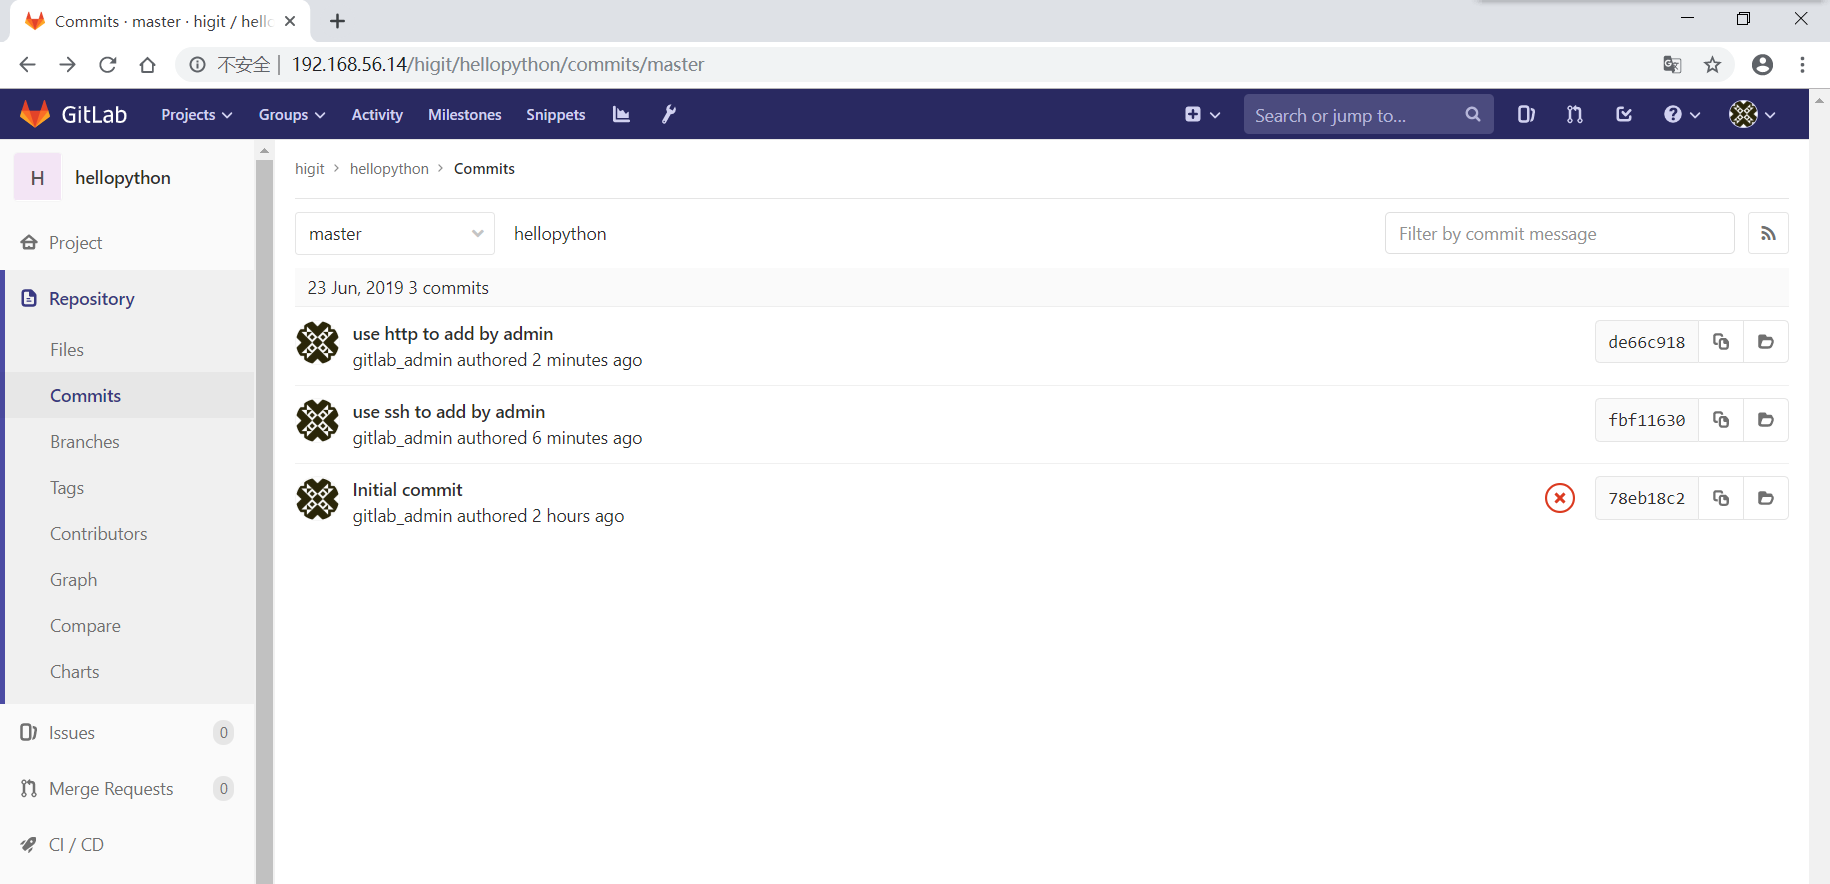 Commits · master · higit / hello
不安全 | 192.168.56.14/higit/hellopython/commits/master
GitLab Projects Groups Activity Milestones Snippets Search or jump to...
H hellopython
higit > hellopython > Commits
Project
master hellopython Filter by commit message
Repository
23 Jun, 2019 3 commits
use http to add by admin
gitlab_admin authored 2 minutes ago
de66c918
Files
Commits
use ssh to add by admin
gitlab_admin authored 6 minutes ago
fbf11630
Branches
Tags
Initial commit
gitlab_admin authored 2 hours ago
78eb18c2
Contributors
Graph
Compare
Charts
Issues 0
Merge Requests 0
CI / CD